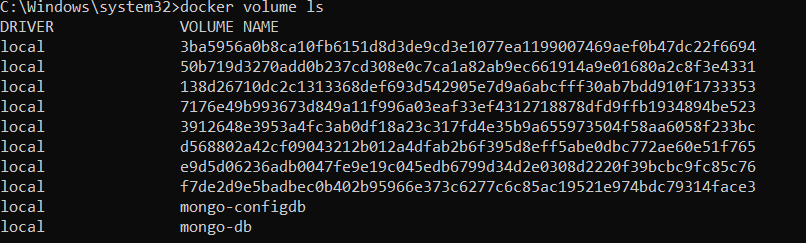 C:\Windows\system32>docker volume ls
DRIVER VOLUME NAME
local 3ba5956a0b8ca10fb6151d8d3de9cd3e1077ea1199007469aef0b47dc22f6694
local 50b719d3270add0b237cd308e0c7ca1a82ab9ec661914a9e01680a2c8f3e4331
local 138d26710dc2c1313368def693d542905e7d9a6abcfff30ab7bdd910f1733353
local 7176e49b993673d849a11f996a03eaf33ef4312718878dfd9ffb1934894be523
local 3912648e3953a4fc3ab0df18a23c317fd4e35b9a655973504f58aa6058f233bc
local d568802a42cf09043212b012a4dfab2b6f395d8eff5abe0dbc772ae60e51f765
local e9d5d06236adb0047fe9e19c045edb6799d34d2e0308d2220f39bcbc9fc85c76
local f7de2d9e5badbec0b402b95966e373c6277c6c85ac19521e974bdc79314face3
local mongo-configdb
local mongo-db